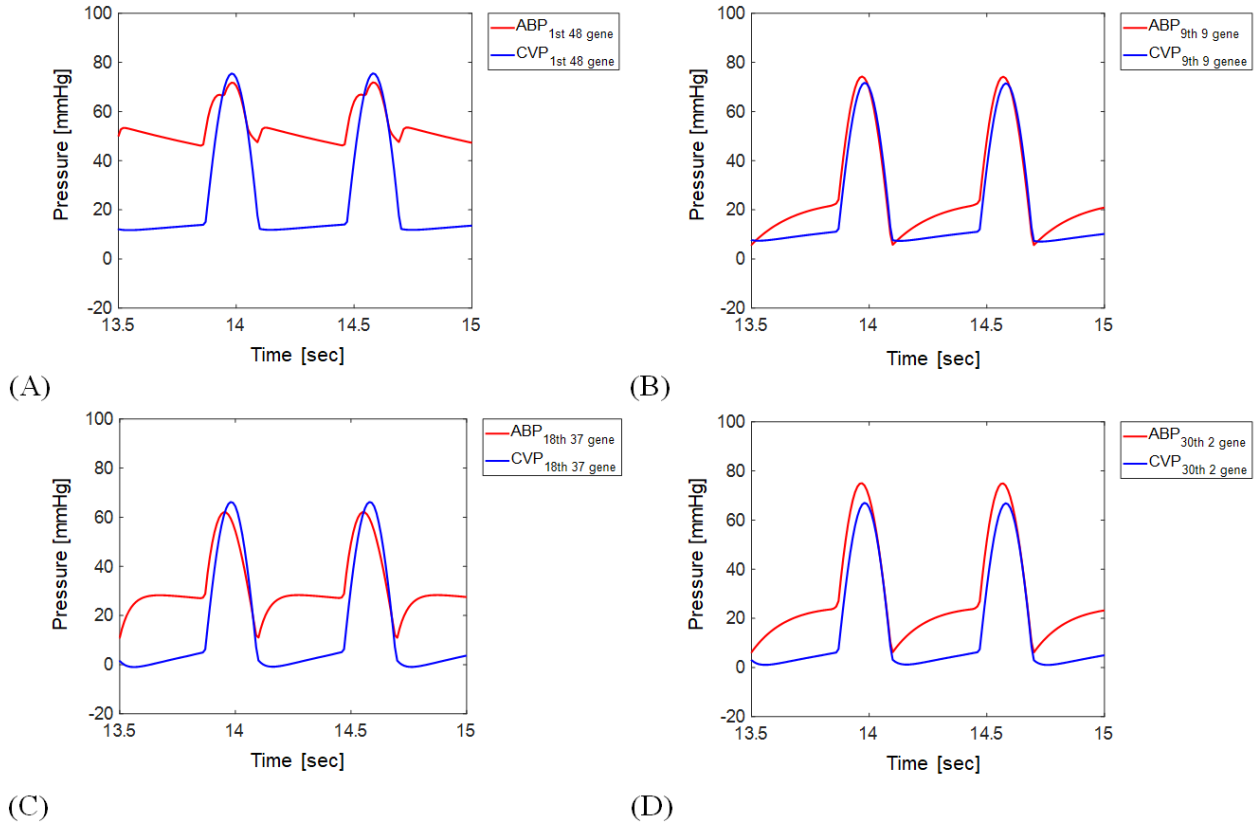 100
80
60
40
20
0
-20
Pressure [mmHg]
13.5 14 14.5 15
Time [sec]
ABP1st 48 gene
CVP1st 48 gene
(A)
100
80
60
40
20
0
-20
Pressure [mmHg]
13.5 14 14.5 15
Time [sec]
ABP9th 9 gene
CVP9th 9 genee
(B)
100
80
60
40
20
0
-20
Pressure [mmHg]
13.5 14 14.5 15
Time [sec]
ABP18th 37 gene
CVP18th 37 gene
(C)
100
80
60
40
20
0
-20
Pressure [mmHg]
13.5 14 14.5 15
Time [sec]
ABP30th 2 gene
CVP30th 2 gene
(D)